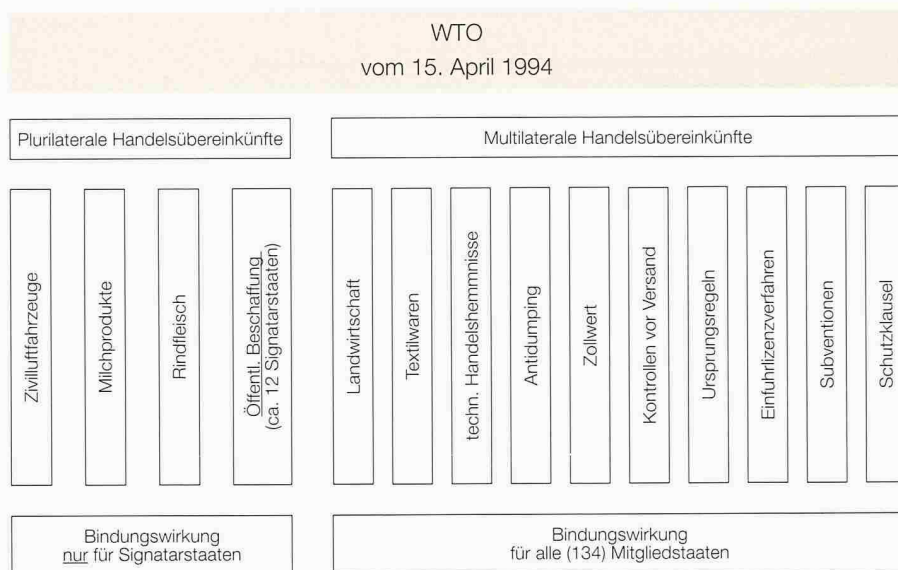 WTO
vom 15. April 1994
Plurilaterale Handelsübereinkünfte
Multilaterale Handelsübereinkünfte
Zivilluftfahrzeuge
Milchprodukte
Rindfleisch
Öffentl. Beschaffung
(ca. 12 Signatarstaaten)
Landwirtschaft
Textilwaren
techn. Handelshemmnisse
Antidumping
Zollwert
Kontrollen vor Versand
Ursprungsregeln
Einfuhrlizenzverfahren
Subventionen
Schutzklausel
Bindungswirkung
nur für Signatarstaaten
Bindungswirkung
für alle (134) Mitgliedstaaten